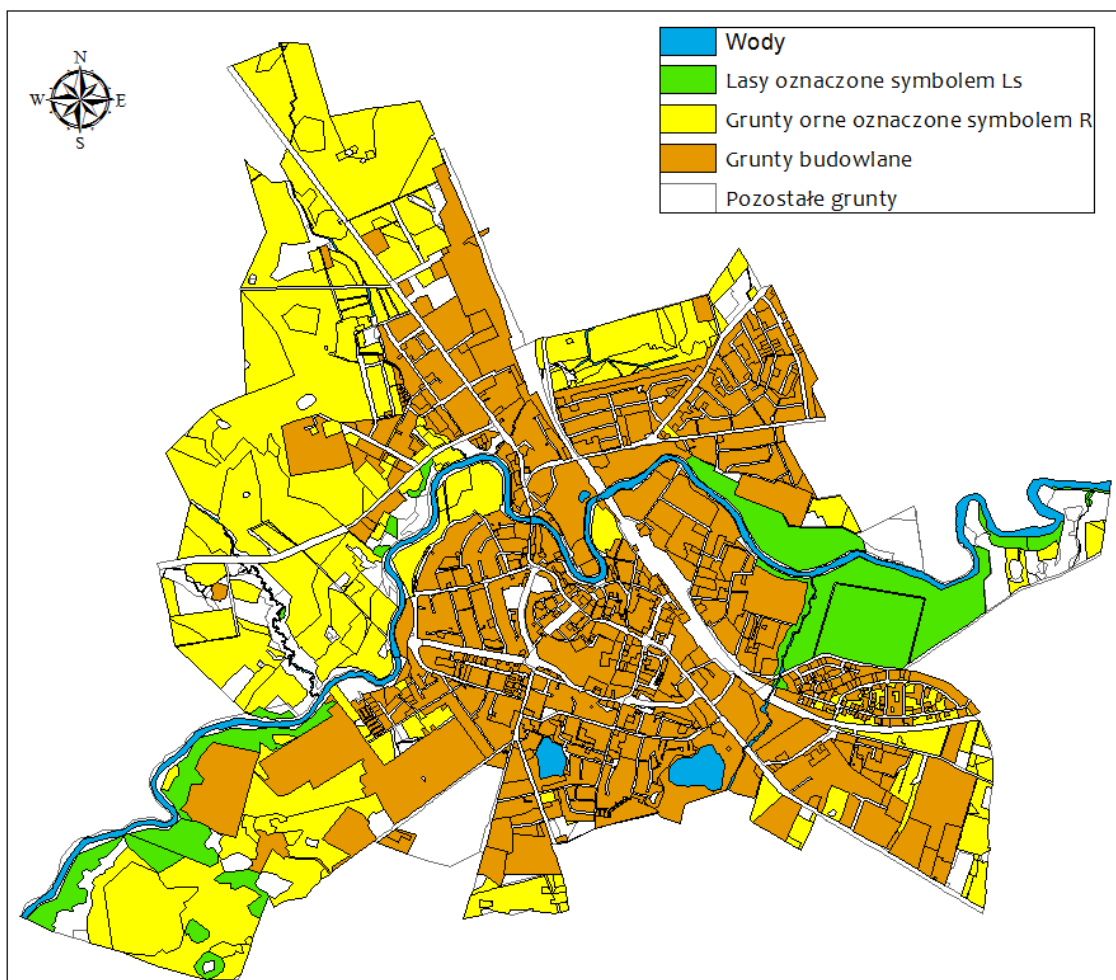 N
W E
S
Wody
Lasy oznaczone symbolem Ls
Grunty orne oznaczone symbolem R
Grunty budowlane
Pozostałe grunty